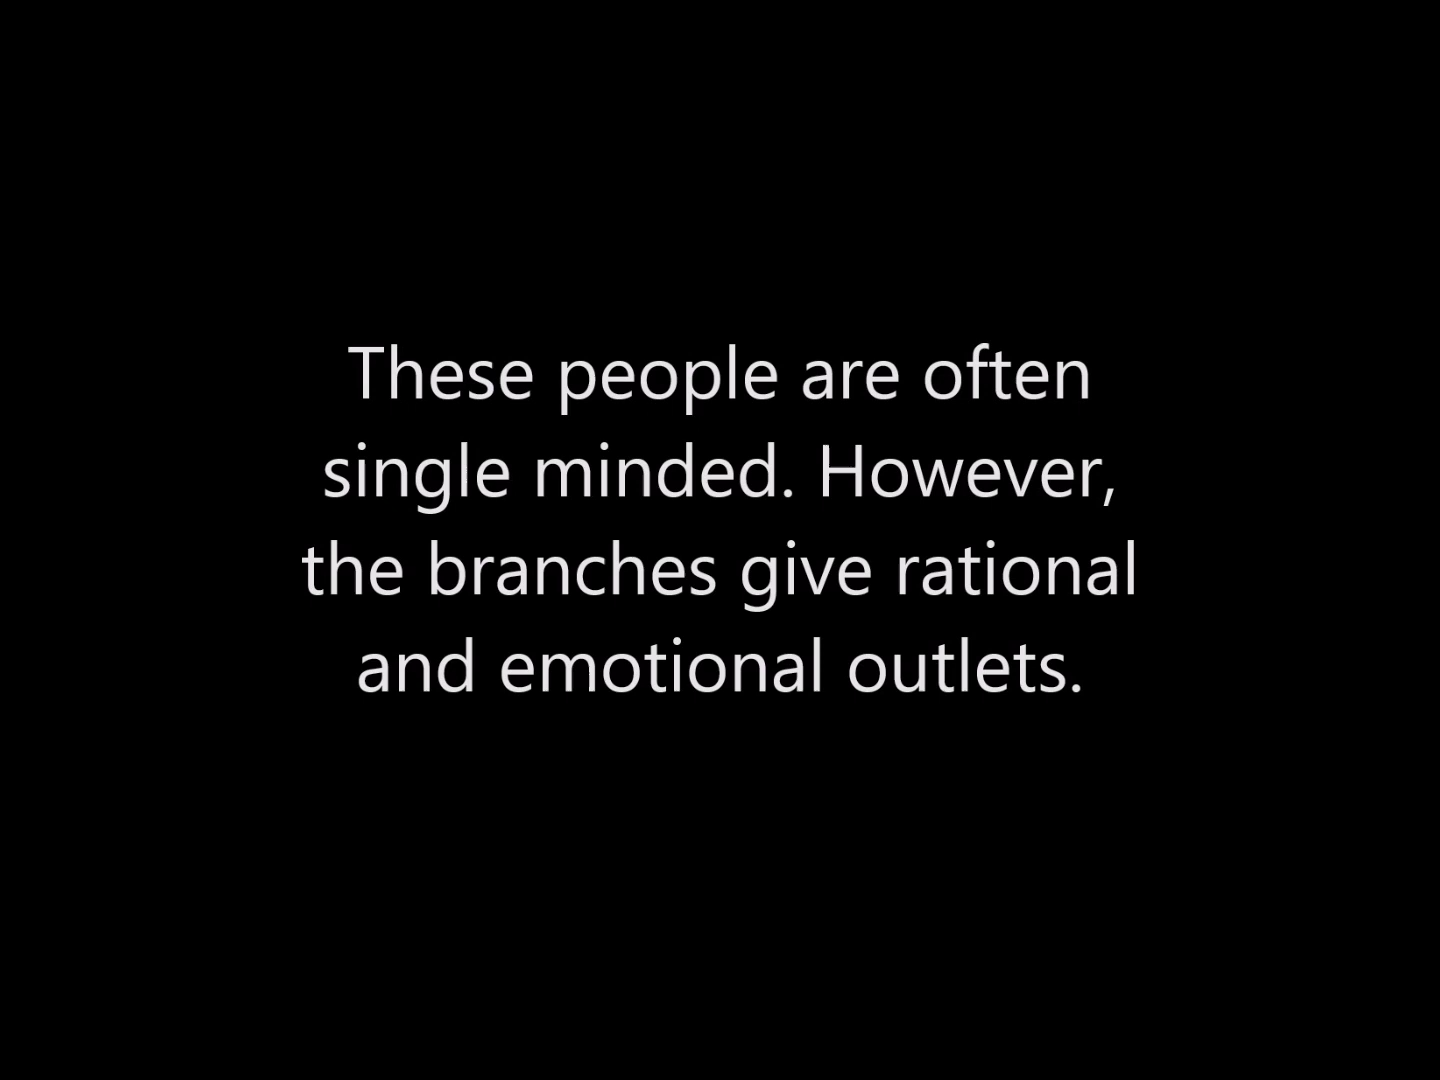 These people are often
single minded. However,
the branches give rational
and emotional outlets.